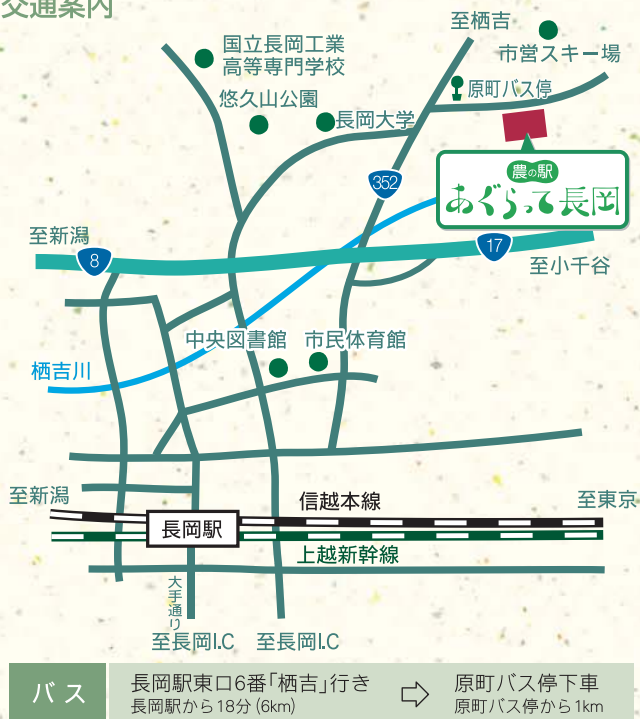 交通案内
至栖吉
国立長岡工業
高等専門学校
市営スキー場
原町バス停
悠久山公園
長岡大学
352
農の駅
あぐらって長岡
至新潟
8
17
至小千谷
中央図書館
市民体育館
栖吉川
至新潟
信越本線
至東京
長岡駅
上越新幹線
大手通り
至長岡I.C
至長岡I.C
バス
長岡駅東口6番「栖吉」行き
長岡駅から18分(6km)
原町バス停下車
原町バス停から1km